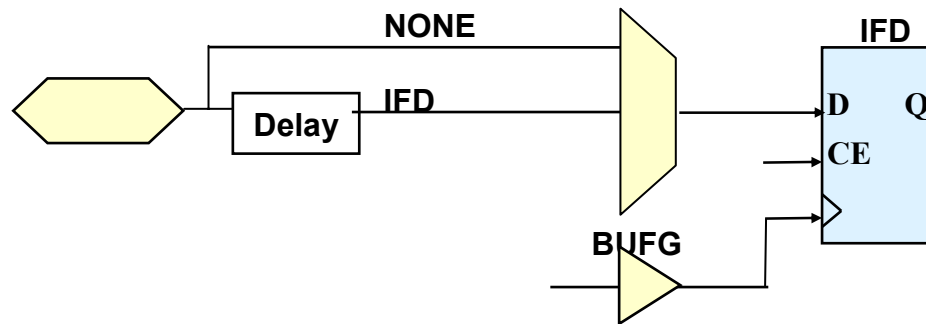 NONE
IFD
IFD
Delay
D
Q
CE
BUFG